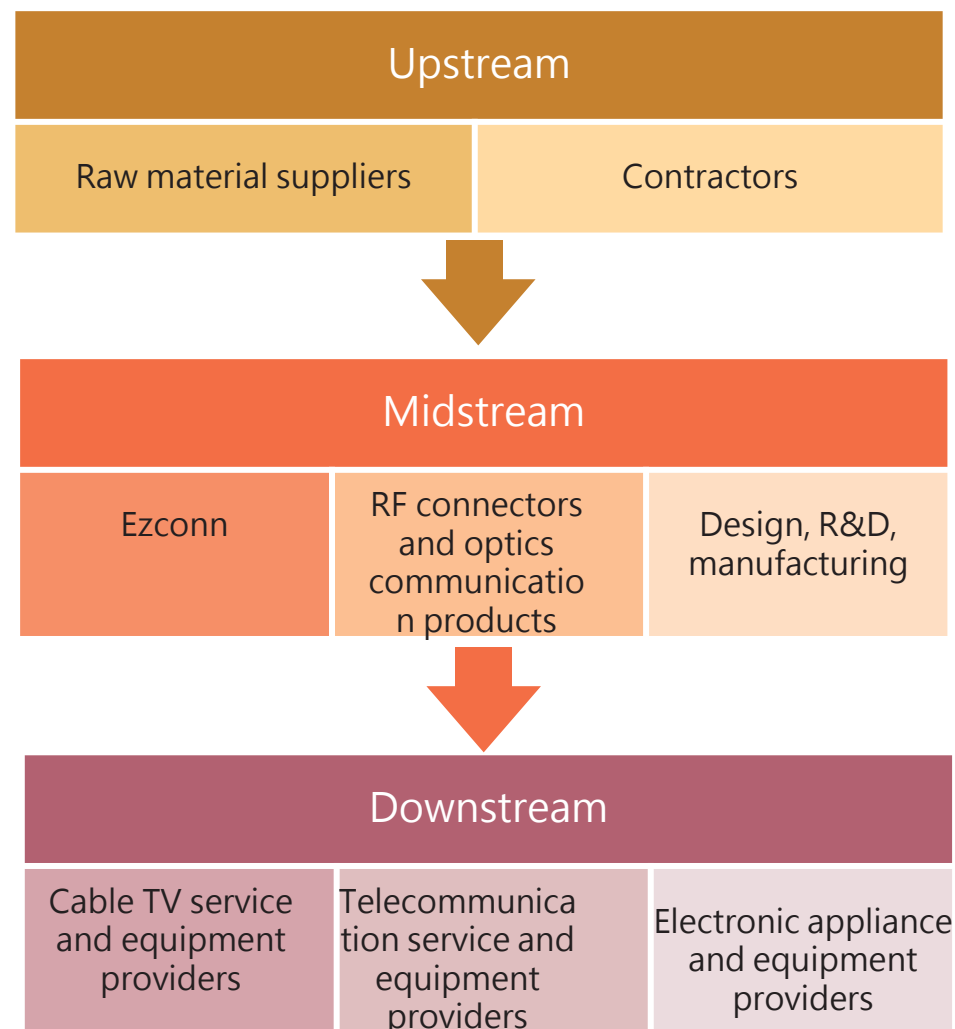 Upstream
Raw material suppliers
Contractors
Midstream
Ezconn
RF connectors
and optics
communicatio
n products
Design, R&D,
manufacturing
Downstream
Cable TV service
and equipment
providers
Telecommunica
tion service and
equipment
providers
Electronic appliance
and equipment
providers